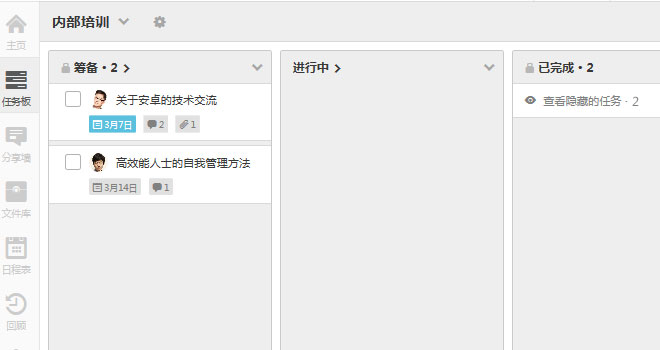 内部培训
主页
任务板
分享墙
文件库
日程表
回顾
筹备·2
关于安卓的技术交流
3月7日 2 1
高效能人士的自我管理方法
3月14日 1
进行中
已完成·2
查看隐藏的任务·2